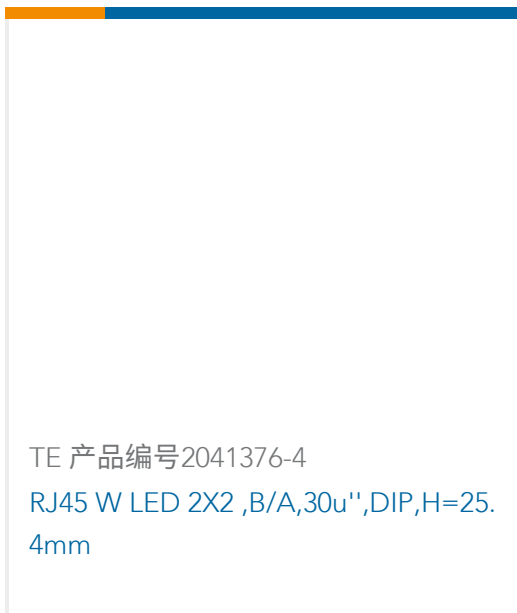 TE 产品编号2041376-4
RJ45 W LED 2X2 ,B/A,30u'',DIP,H=25.
4mm